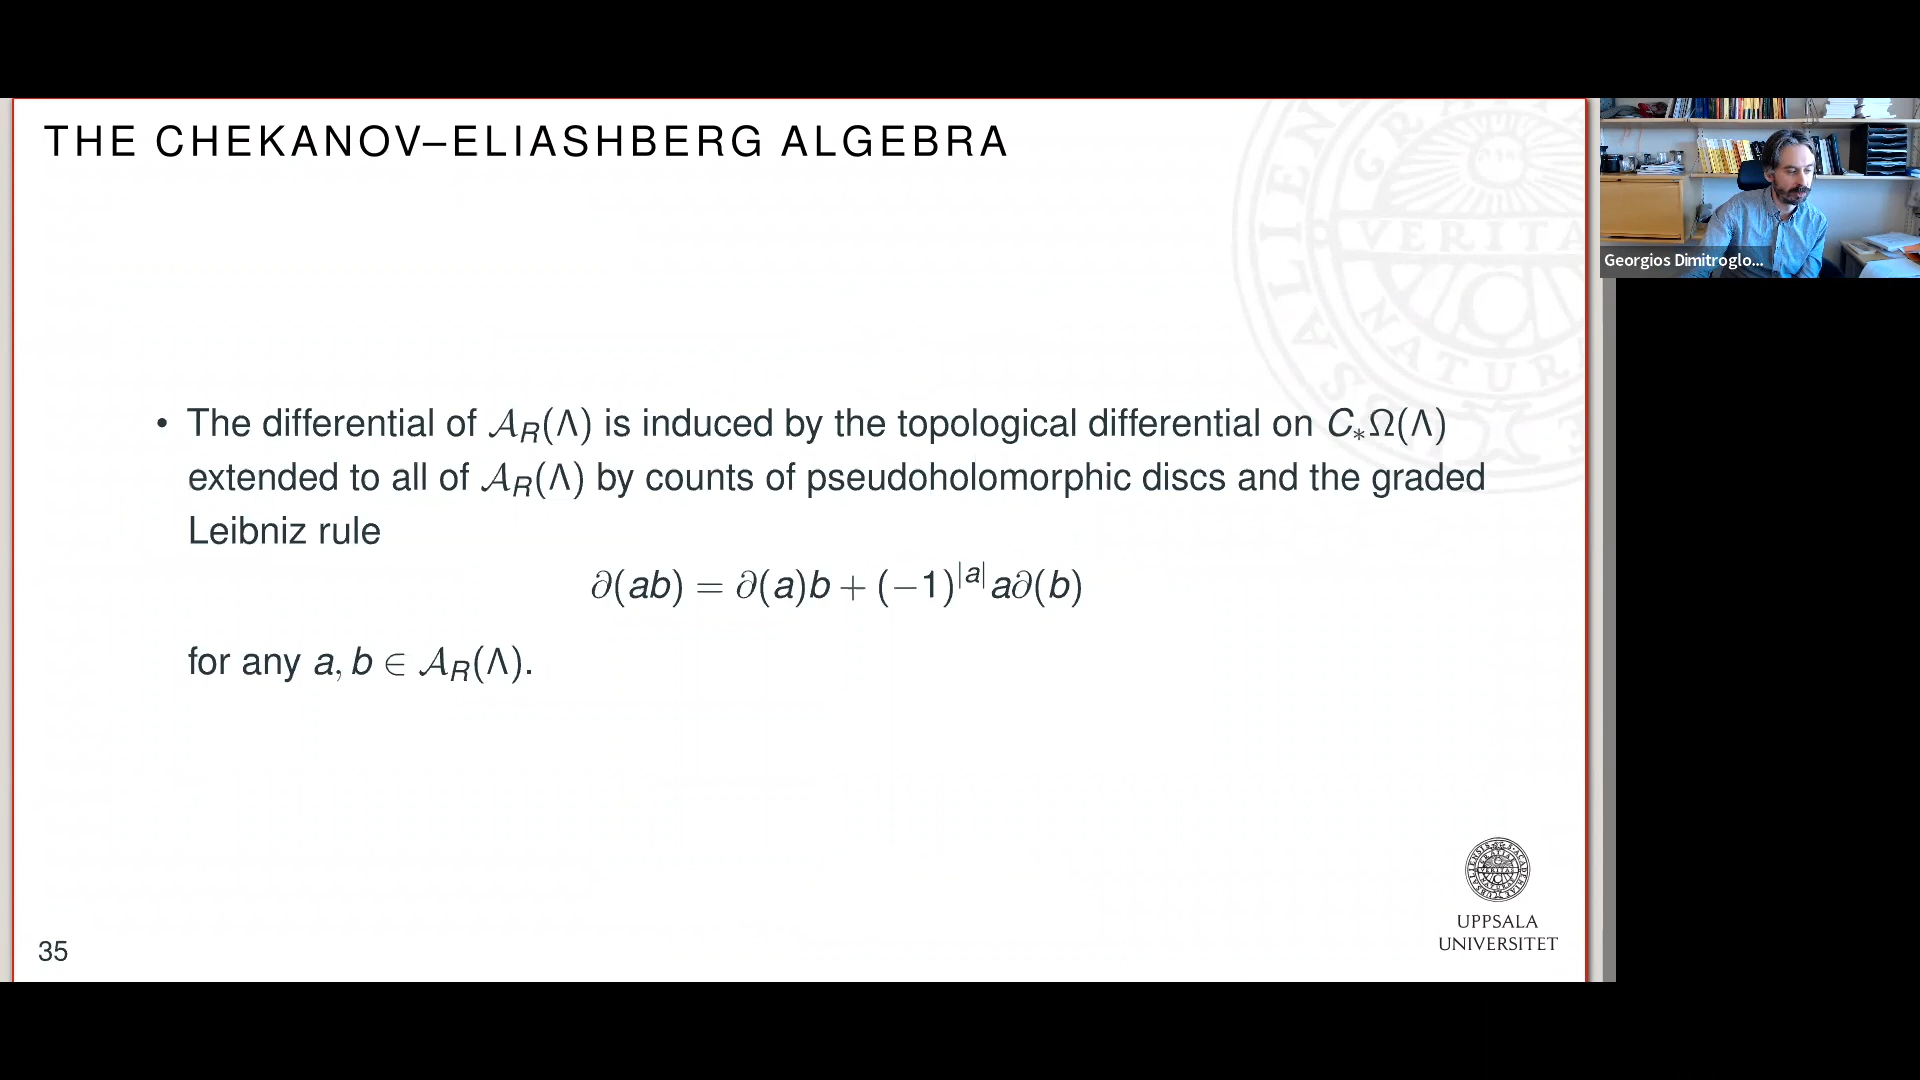 THE CHEKANOV–ELIASHBERG ALGEBRA
• The differential of 𝒜_R(Λ) is induced by the topological differential on C_*Ω(Λ)
extended to all of 𝒜_R(Λ) by counts of pseudoholomorphic discs and the graded
Leibniz rule
∂(ab) = ∂(a)b + (−1)^{|a|} a∂(b)
for any a, b ∈ 𝒜_R(Λ).
35
UPPSALA
UNIVERSITET
Georgios Dimitroglo...
VERITA